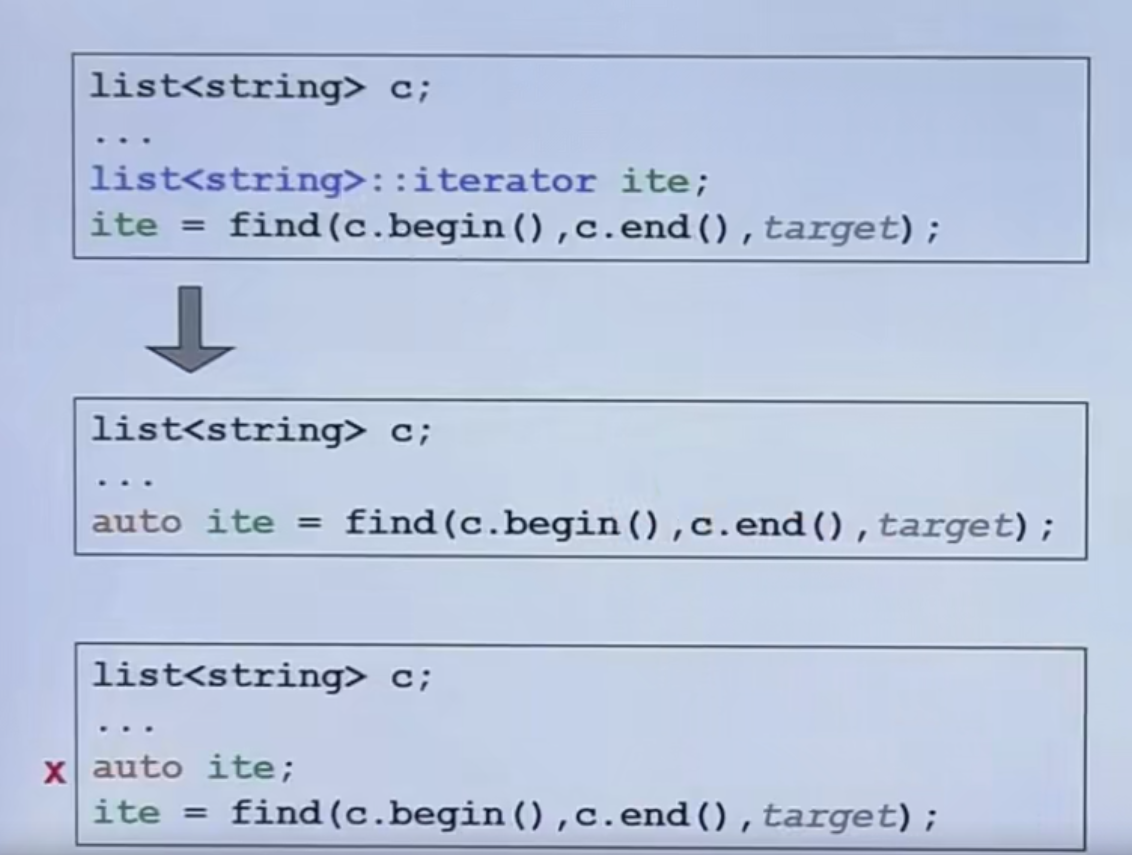 list<string> c;
...
list<string>::iterator ite;
ite = find(c.begin(),c.end(),target);
list<string> c;
...
auto ite = find(c.begin(),c.end(),target);
list<string> c;
...
x auto ite;
ite = find(c.begin(),c.end(),target);